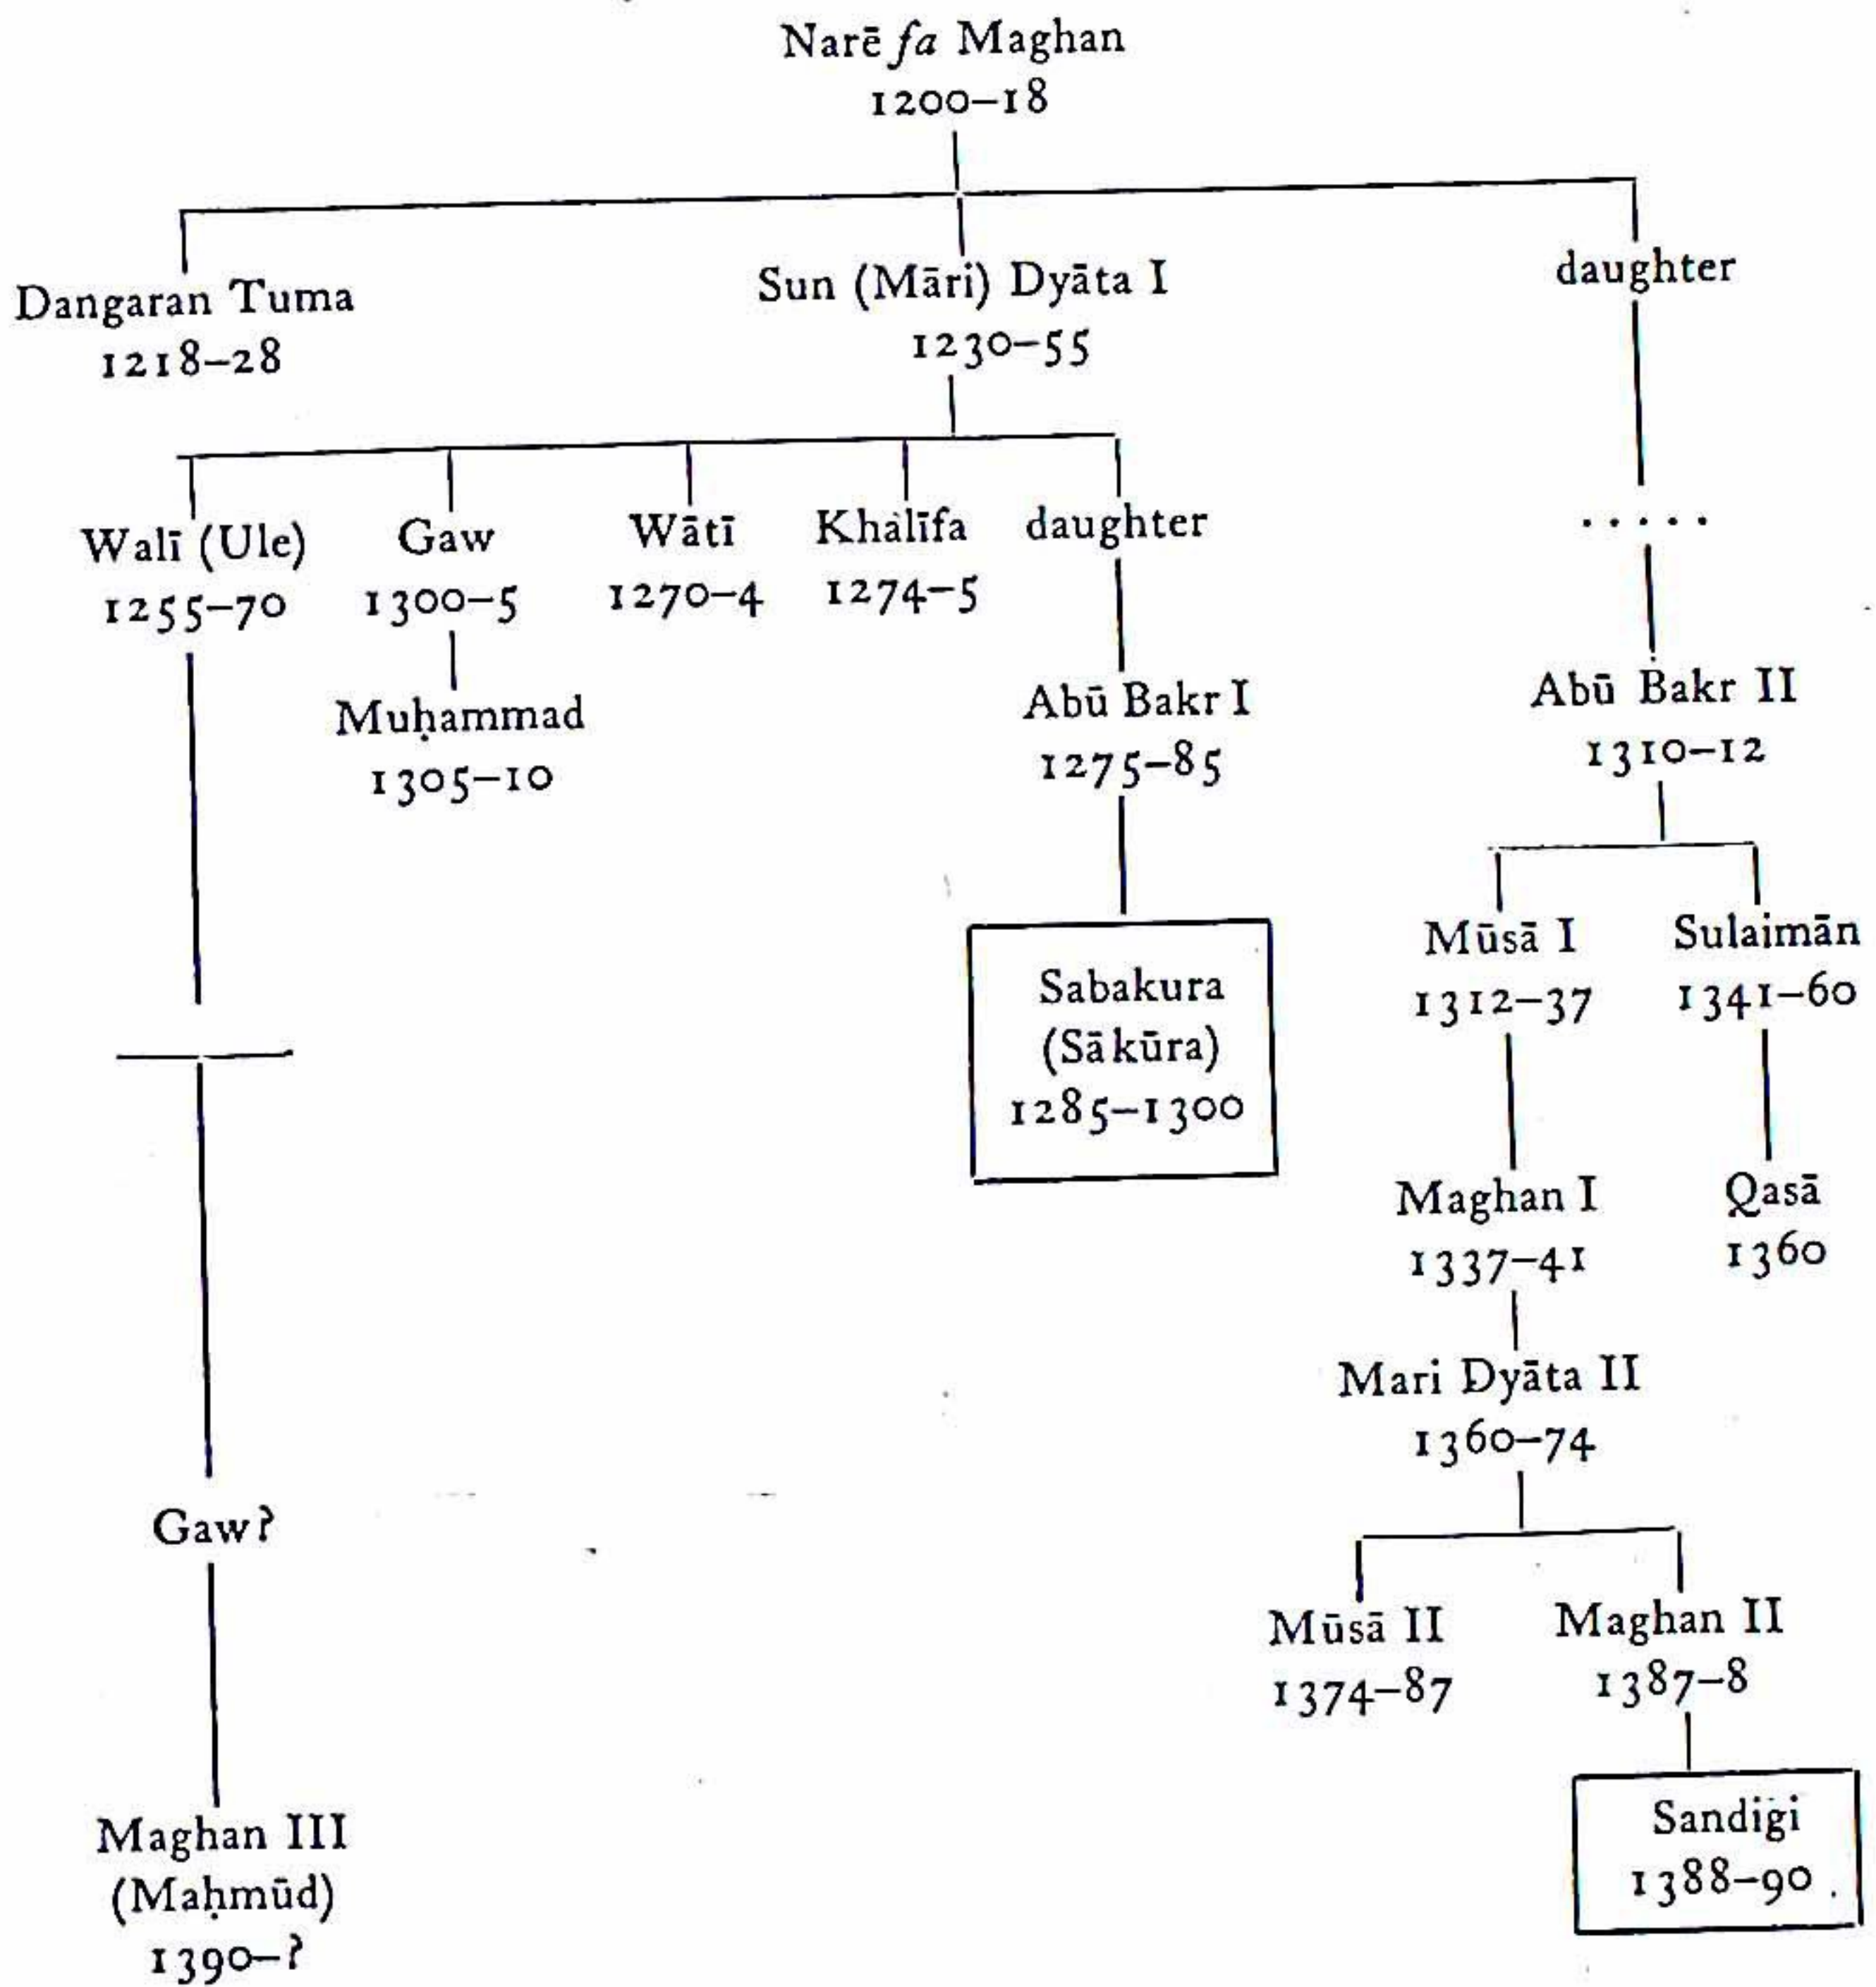 Narē fa Maghan
1200–18
Dangaran Tuma
1218–28
Sun (Māri) Dyāta I
1230–55
daughter
Walī (Ule)
1255–70
Gaw
1300–5
Wātī
1270–4
Khalīfa
1274–5
daughter
.....
Muḥammad
1305–10
Abū Bakr I
1275–85
Abū Bakr II
1310–12
Sabakura
(Sākūra)
1285–1300
Mūsā I
1312–37
Sulaimān
1341–60
Maghan I
1337–41
Qasā
1360
Mari Dyāta II
1360–74
Gaw?
Mūsā II
1374–87
Maghan II
1387–8
Maghan III
(Maḥmūd)
1390–?
Sandigi
1388–90.